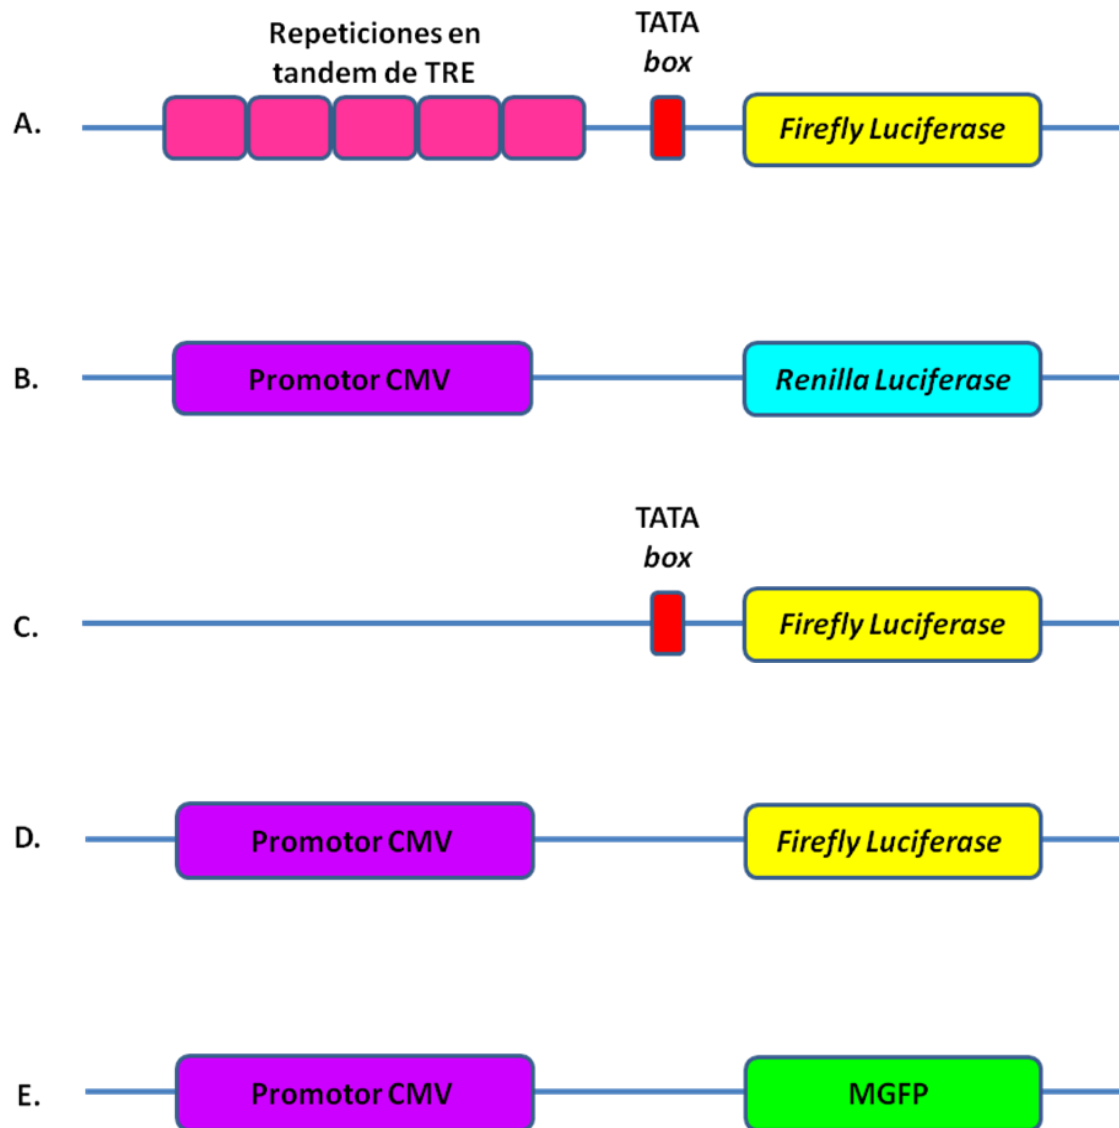 Repeticiones en
tandem de TRE
TATA
box
A.
Firefly Luciferase
B.
Promotor CMV
Renilla Luciferase
TATA
box
C.
Firefly Luciferase
D.
Promotor CMV
Firefly Luciferase
E.
Promotor CMV
MGFP